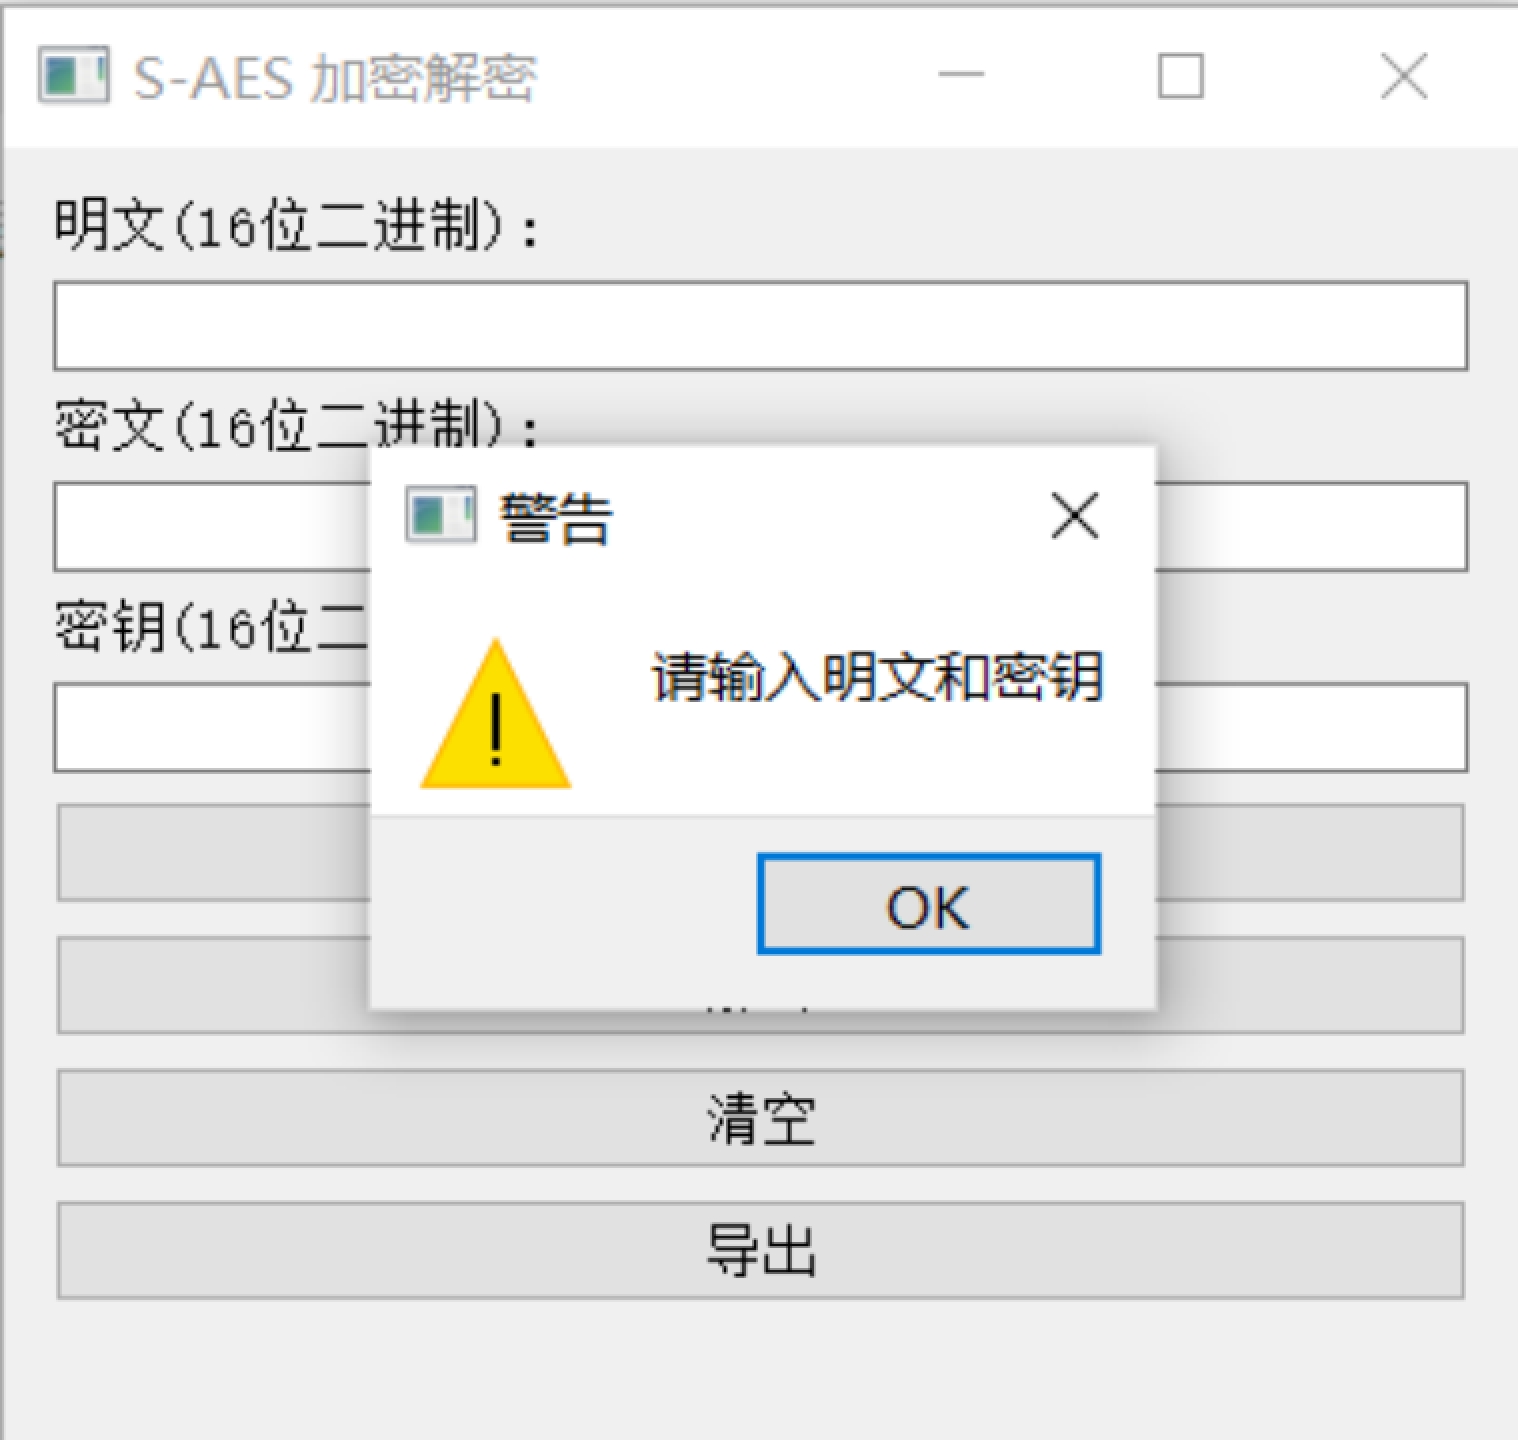 S-AES 加密解密
明文(16位二进制):
密文(16位二进制):
警告
密钥(16位二
请输入明文和密钥
OK
清空
导出